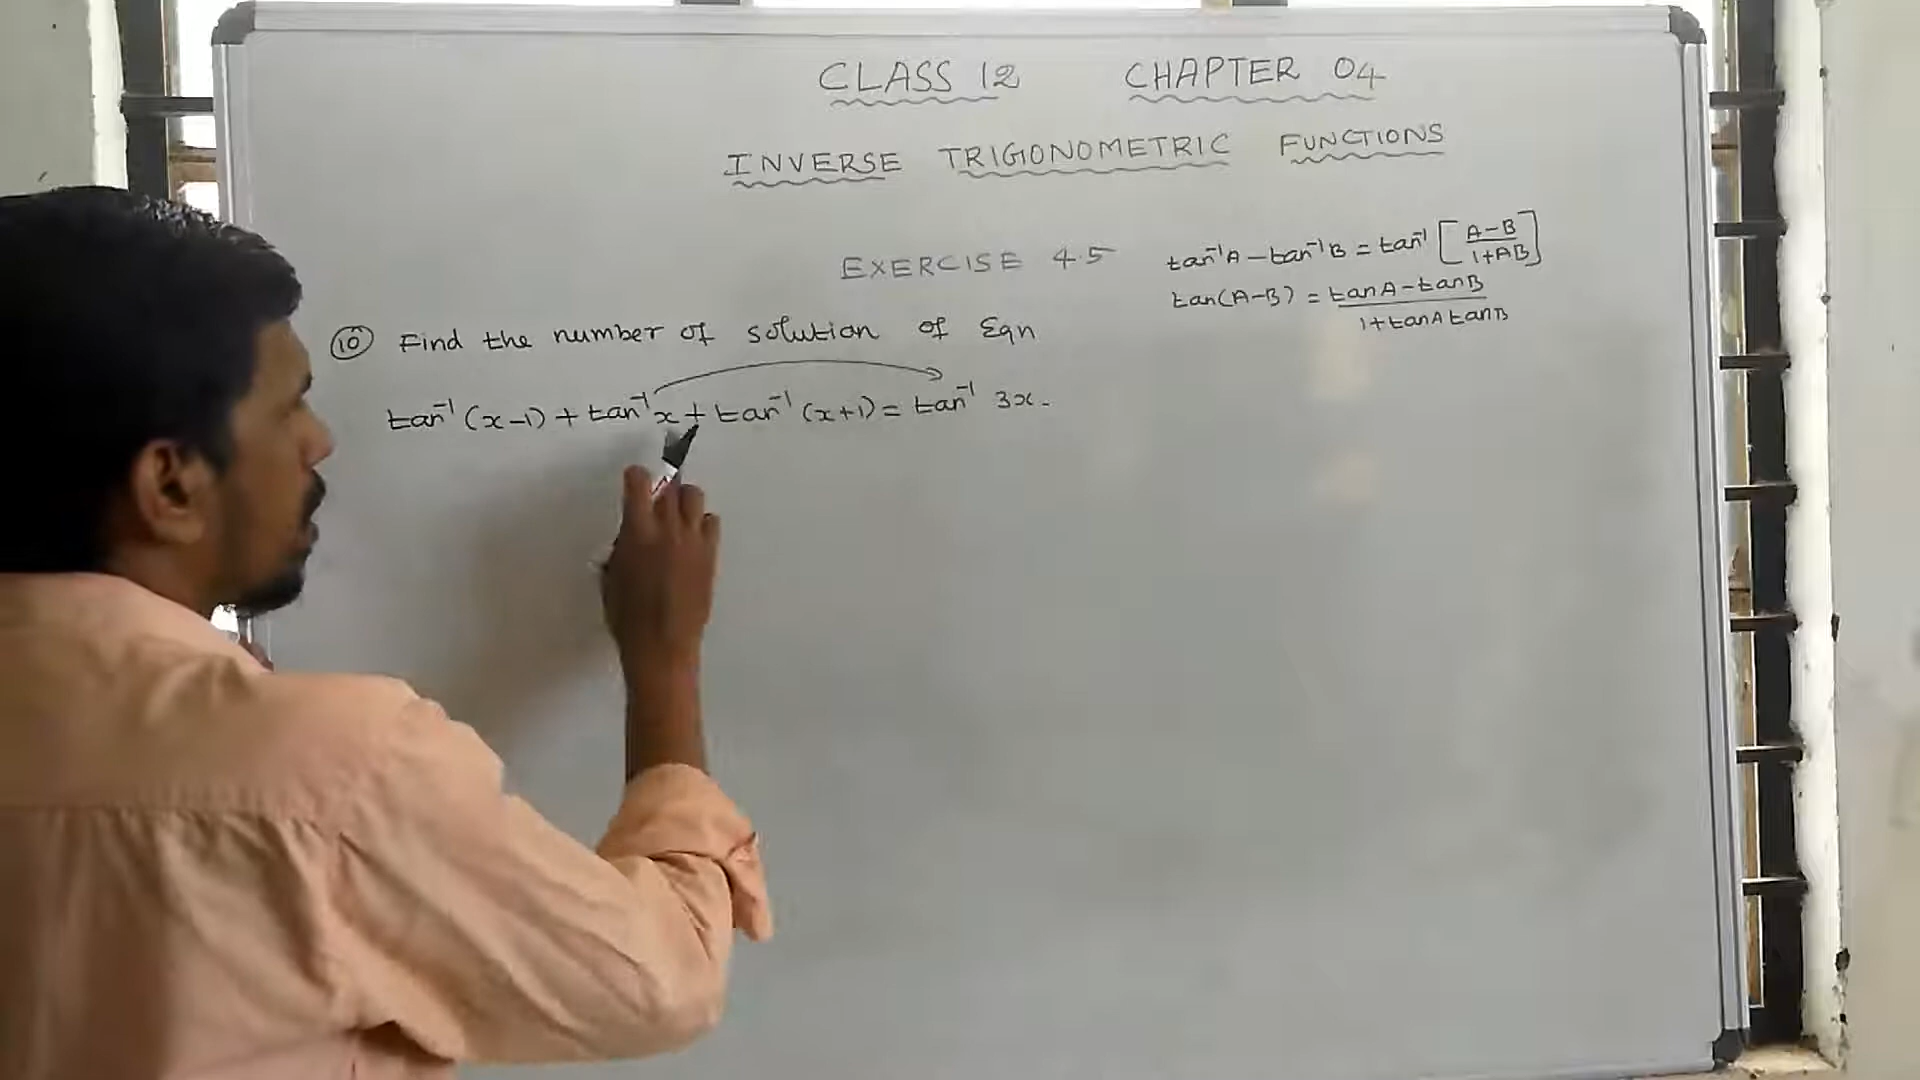 CLASS 12 CHAPTER 04
INVERSE TRIGONOMETRIC FUNCTIONS
EXERCISE 4.5
tan⁻¹A − tan⁻¹B = tan⁻¹ [(A−B)/(1+AB)]
tan(A−B) = (tanA − tanB)/(1+tanA tanB)
⑩ Find the number of solution of Eqn
tan⁻¹(x−1) + tan⁻¹x + tan⁻¹(x+1) = tan⁻¹ 3x.